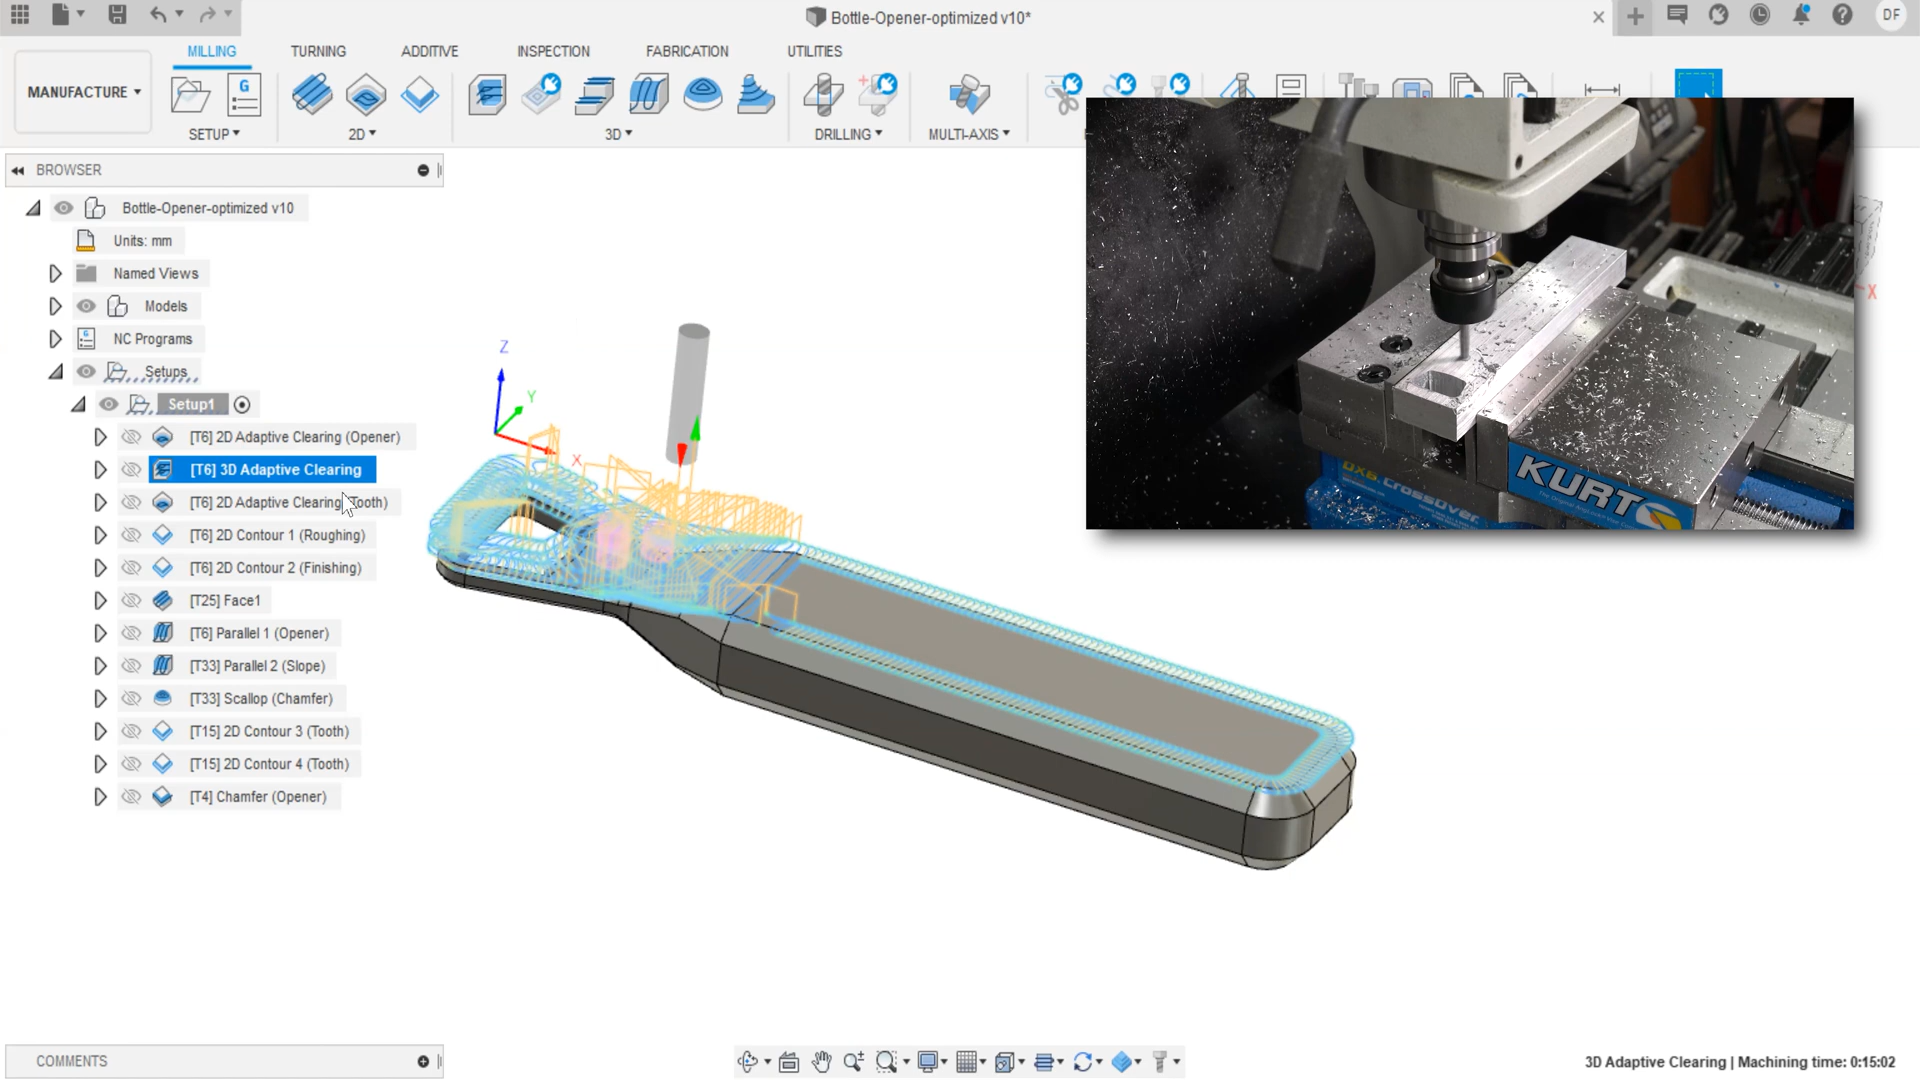 Bottle-Opener-optimized v10*
DF
MANUFACTURE
MILLING
TURNING
ADDITIVE
INSPECTION
FABRICATION
UTILITIES
G
SETUP
2D
3D
DRILLING
MULTI-AXIS
BROWSER
Bottle-Opener-optimized v10
Units: mm
Named Views
Models
NC Programs
Setups
Setup1
[T6] 2D Adaptive Clearing (Opener)
[T6] 3D Adaptive Clearing
[T6] 2D Adaptive Clearing Tooth)
[T6] 2D Contour 1 (Roughing)
[T6] 2D Contour 2 (Finishing)
[T25] Face1
[T6] Parallel 1 (Opener)
[T33] Parallel 2 (Slope)
[T33] Scallop (Chamfer)
[T15] 2D Contour 3 (Tooth)
[T15] 2D Contour 4 (Tooth)
[T4] Chamfer (Opener)
Z
Y
X
X
DX6 CrossOver
KURT
COMMENTS
3D Adaptive Clearing | Machining time: 0:15:02